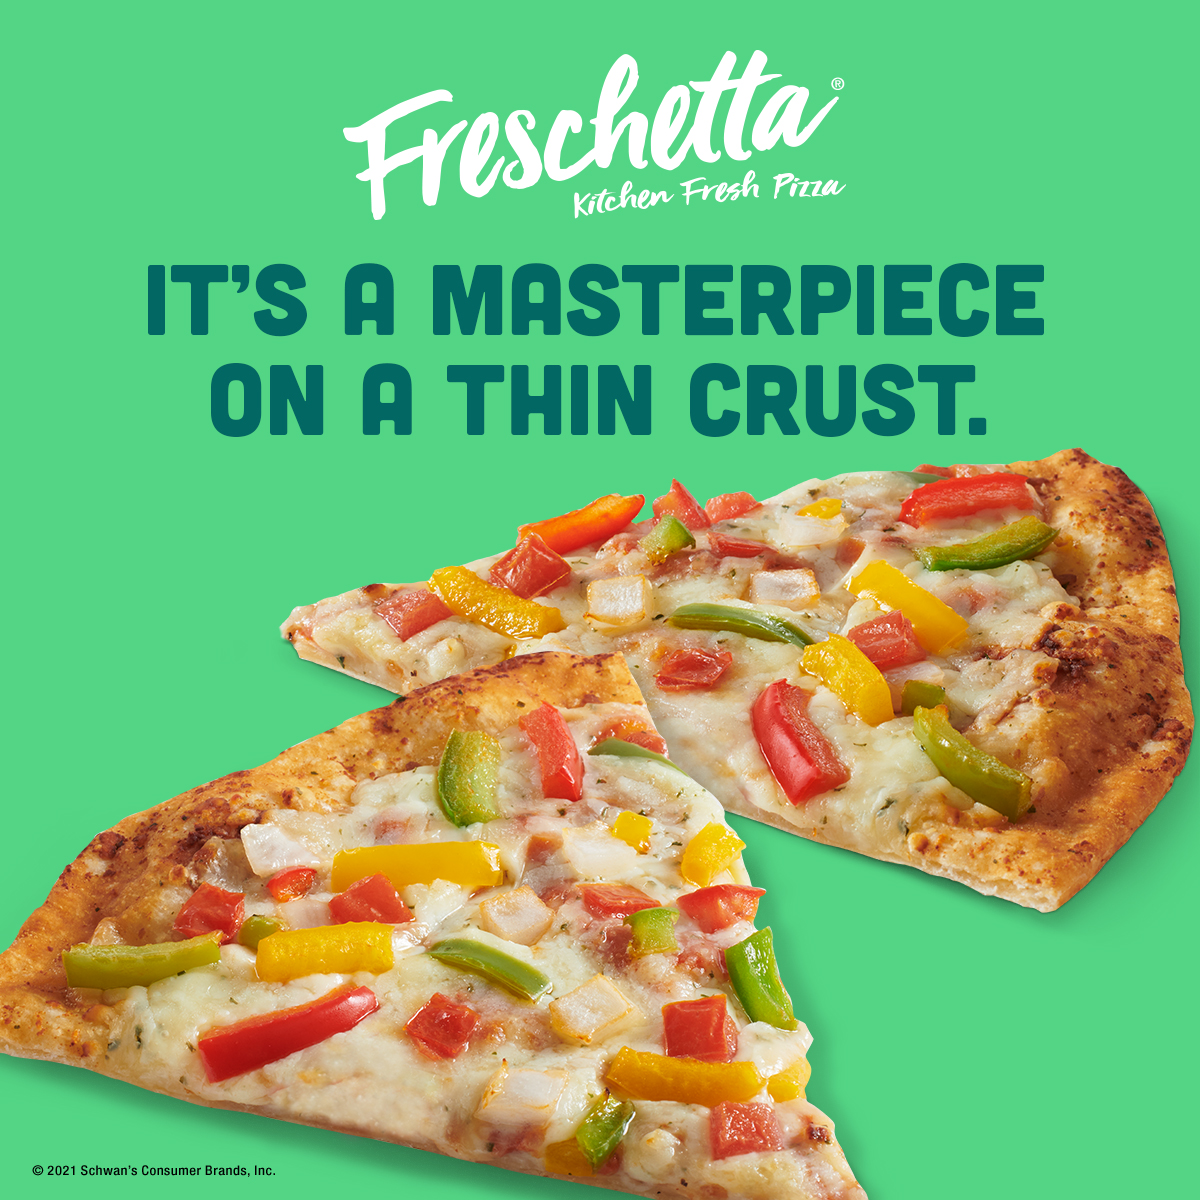 Freschetta®
Kitchen Fresh Pizza
IT'S A MASTERPIECE
ON A THIN CRUST.
© 2021 Schwan's Consumer Brands, Inc.